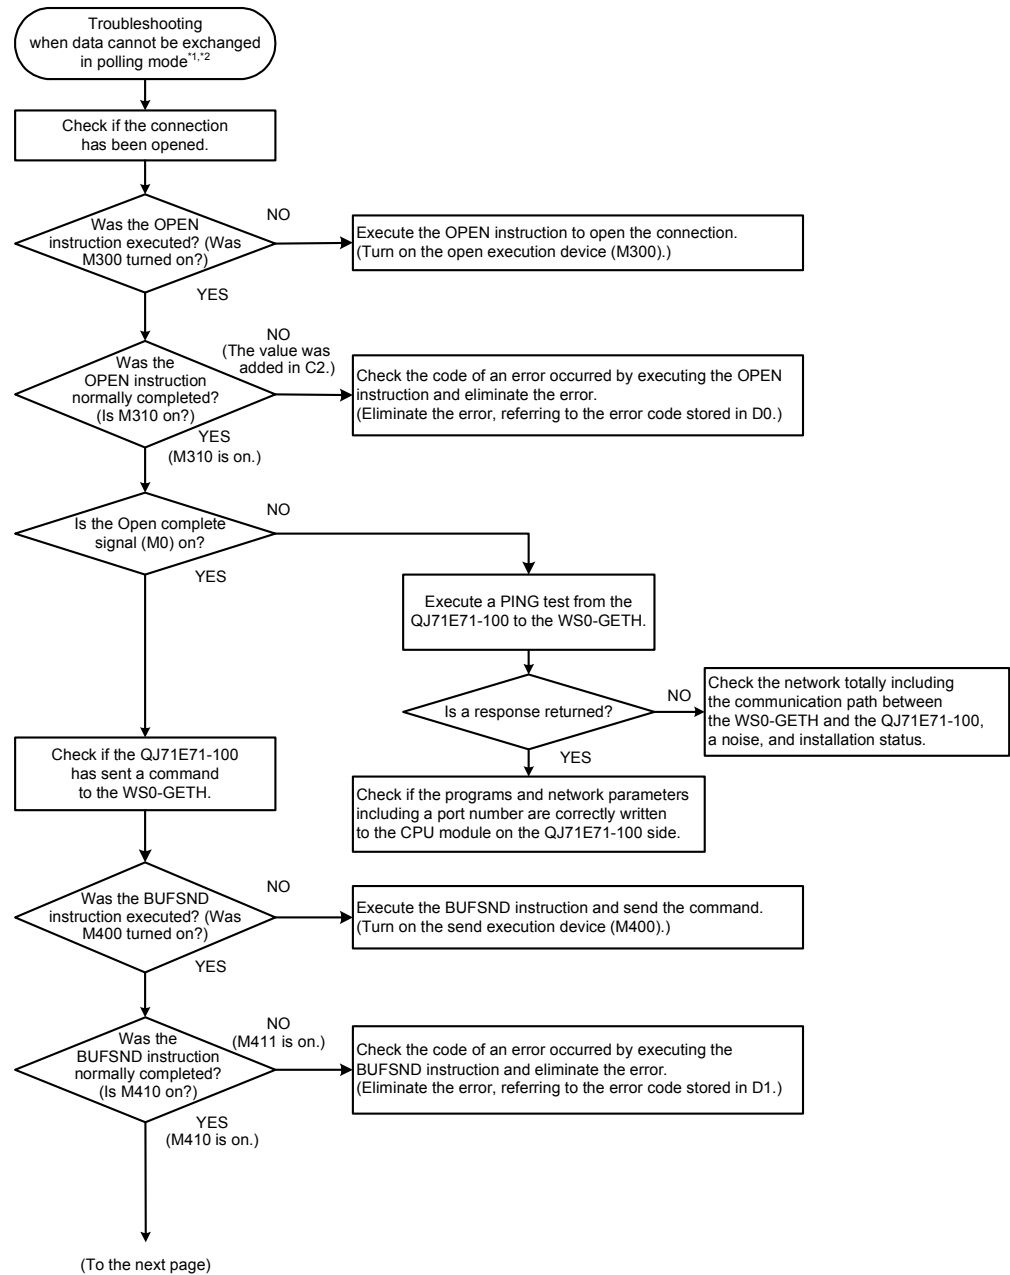 Troubleshooting
when data cannot be exchanged
in polling mode*1,*2
Check if the connection
has been opened.
Was the OPEN
instruction executed? (Was
M300 turned on?)
NO
Execute the OPEN instruction to open the connection.
(Turn on the open execution device (M300).)
YES
Was the
OPEN instruction
normally completed?
(Is M310 on?)
NO
(The value was
added in C2.)
Check the code of an error occurred by executing the OPEN
instruction and eliminate the error.
(Eliminate the error, referring to the error code stored in D0.)
YES
(M310 is on.)
Is the Open complete
signal (M0) on?
NO
YES
Execute a PING test from the
QJ71E71-100 to the WS0-GETH.
Is a response returned?
NO
Check the network totally including
the communication path between
the WS0-GETH and the QJ71E71-100,
a noise, and installation status.
YES
Check if the programs and network parameters
including a port number are correctly written
to the CPU module on the QJ71E71-100 side.
Check if the QJ71E71-100
has sent a command
to the WS0-GETH.
Was the BUFSND
instruction executed? (Was
M400 turned on?)
NO
Execute the BUFSND instruction and send the command.
(Turn on the send execution device (M400).)
YES
Was the
BUFSND instruction
normally completed?
(Is M410 on?)
NO
(M411 is on.)
Check the code of an error occurred by executing the
BUFSND instruction and eliminate the error.
(Eliminate the error, referring to the error code stored in D1.)
YES
(M410 is on.)
(To the next page)